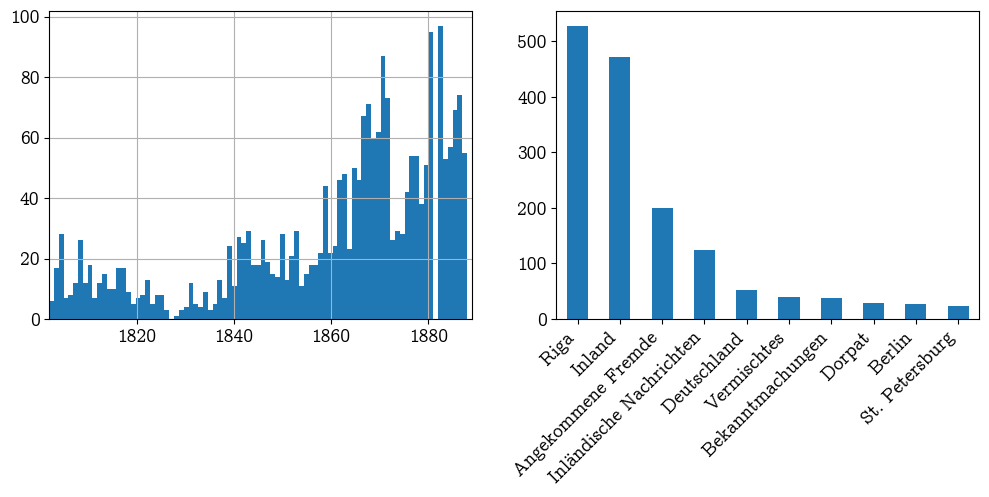 100
80
60
40
20
0
1820 1840 1860 1880
500
400
300
200
100
0
Riga
Inland
Angekommene Fremde
Inländische Nachrichten
Deutschland
Vermischtes
Bekanntmachungen
Dorpat
Berlin
St. Petersburg